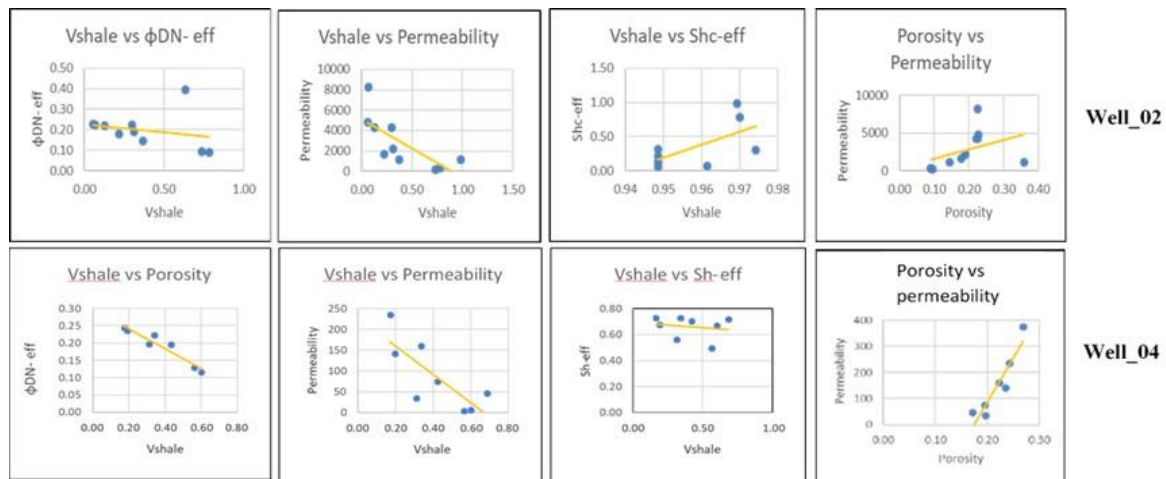 Vshale vs ϕDN- eff
0.50
0.40
0.30
0.20
0.10
0.00
ϕDN- eff
0.00 0.50 1.00
Vshale
Vshale vs Permeability
10000
8000
6000
4000
2000
0
Permeability
0.00 0.50 1.00 1.50
Vshale
Vshale vs Shc-eff
1.50
1.00
0.50
0.00
Shc-eff
0.94 0.95 0.96 0.97 0.98
Vshale
Porosity vs
Permeability
10000
5000
0
Permeability
0.00 0.10 0.20 0.30 0.40
Porosity
Well_02
Vshale vs Porosity
0.30
0.25
0.20
0.15
0.10
0.05
0.00
ϕDN- eff
0.00 0.20 0.40 0.60 0.80
Vshale
Vshale vs Permeability
250
200
150
100
50
0
Permeability
0.00 0.20 0.40 0.60 0.80
Vshale
Vshale vs Sh-eff
0.80
0.60
0.40
0.20
0.00
Sh-eff
0.00 0.50 1.00
Vshale
Porosity vs
permeability
400
300
200
100
0
Permeability
0.00 0.10 0.20 0.30
Porosity
Well_04